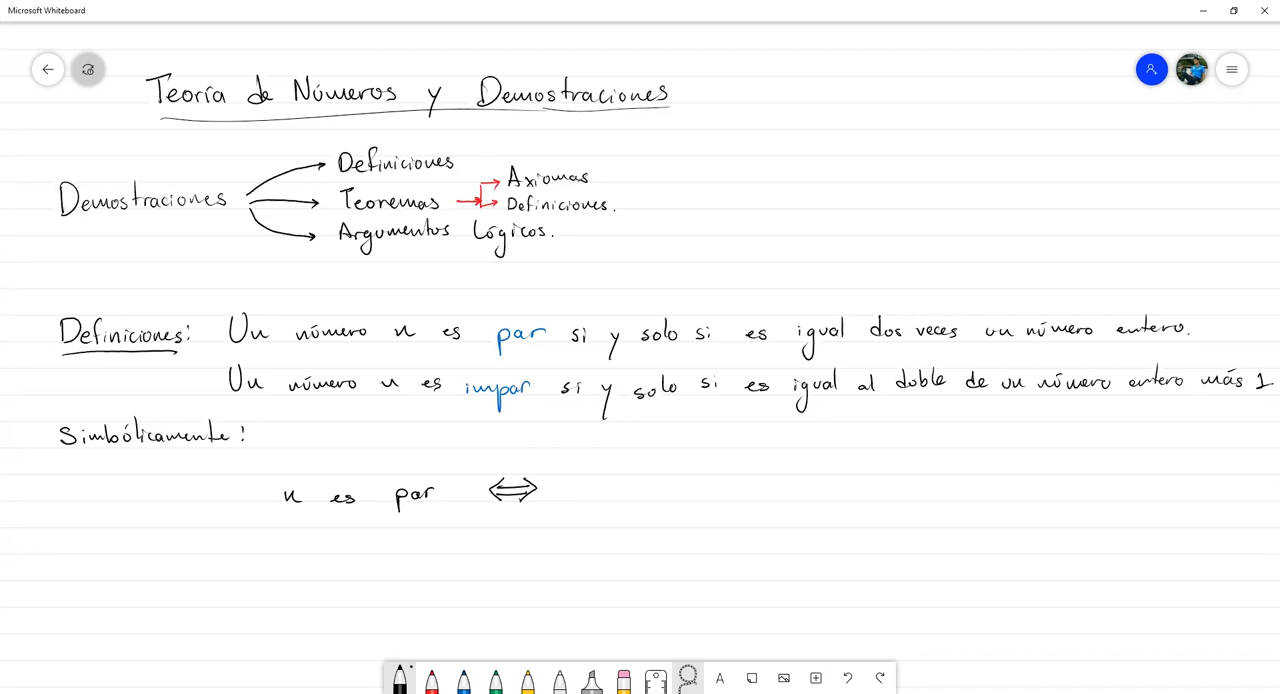 Microsoft Whiteboard
Teoría de Números y Demostraciones
Definiciones
Axiomas
Demostraciones
Teoremas
Definiciones.
Argumentos Lógicos.
Definiciones: Un número n es par si y solo si es igual dos veces un número entero.
Un número n es impar si y solo si es igual al doble de un número entero más 1
Simbólicamente:
n es par ⟺